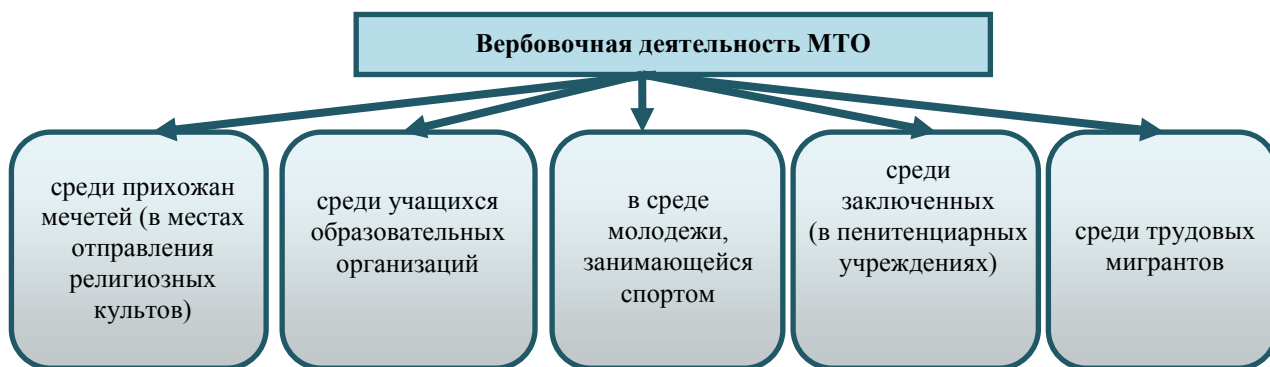 Вербовочная деятельность МТО
среди прихожан
мечетей (в местах
отправления
религиозных
культов)
среди учащихся
образовательных
организаций
в среде
молодежи,
занимающейся
спортом
среди
заключенных
(в пенитенциарных
учреждениях)
среди трудовых
мигрантов